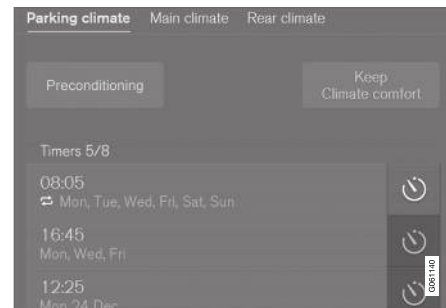 Parking climate Main climate Rear climate
Preconditioning
Keep
Climate comfort
Timers 5/8
08:05
Mon, Tue, Wed, Fri, Sat, Sun
16:45
Mon, Wed, Fri
12:25
Mon 24 Dec
G061140